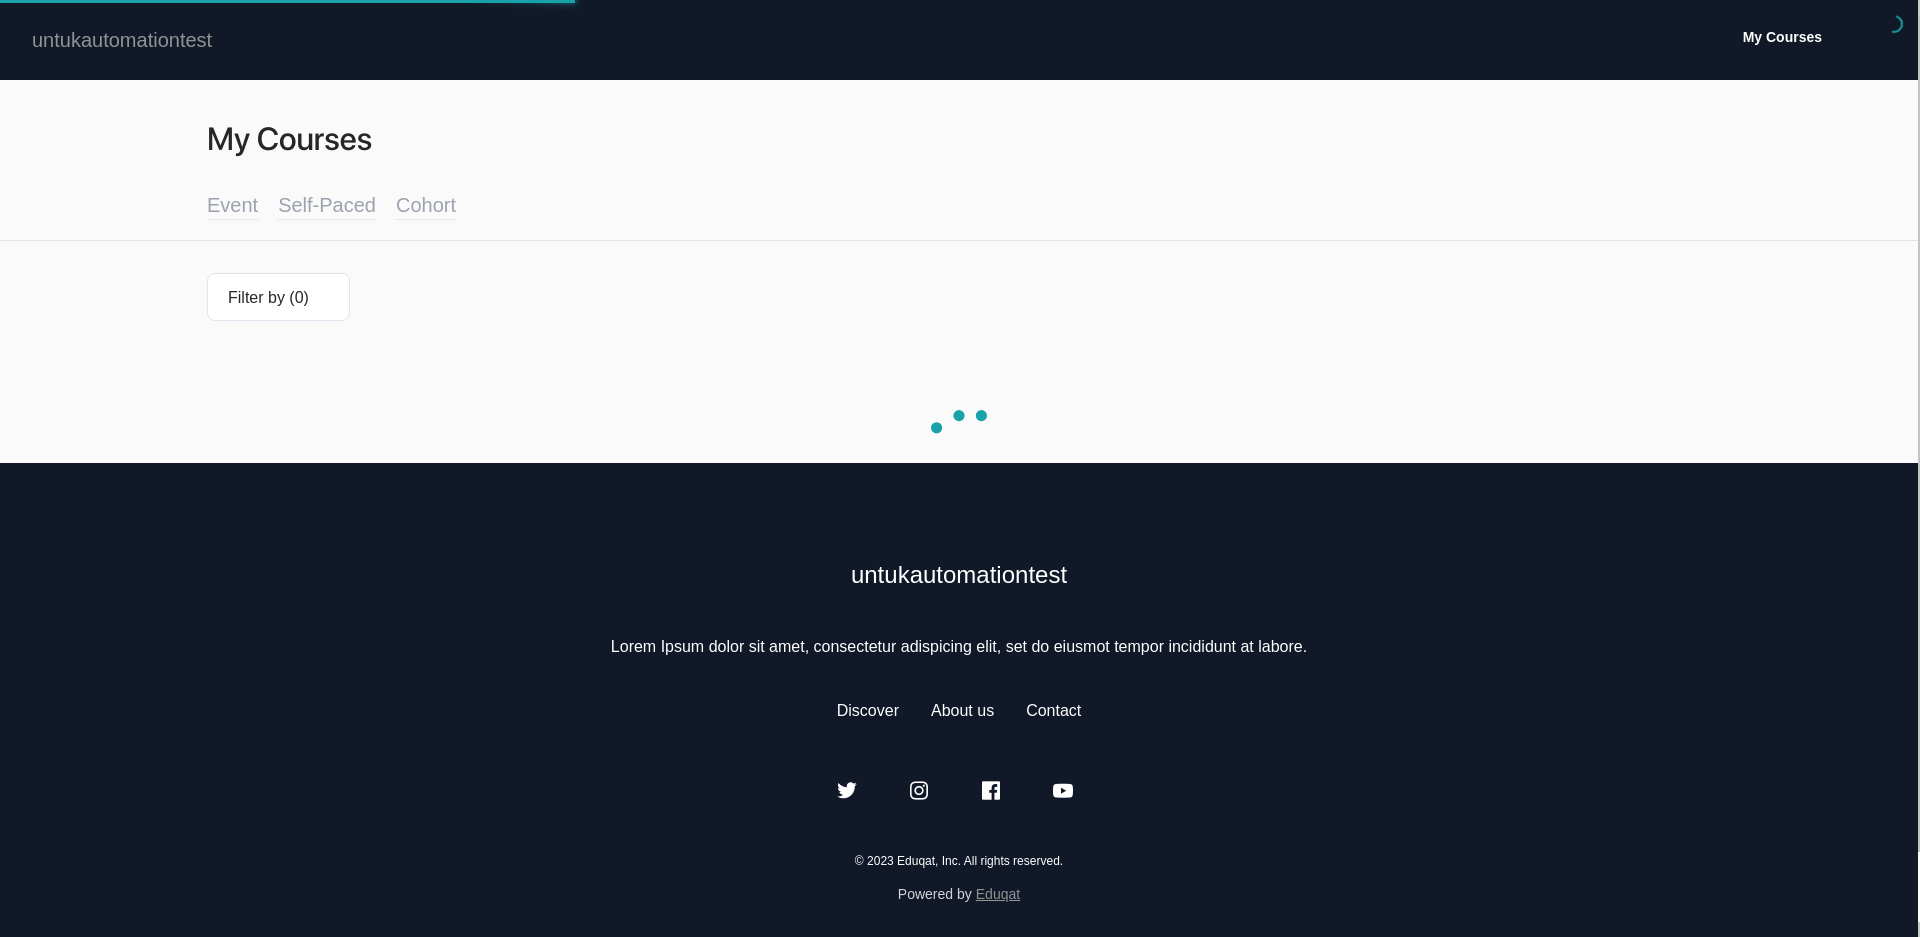 untukautomationtest
My Courses
My Courses
Event Self-Paced Cohort
Filter by (0)
untukautomationtest
Lorem Ipsum dolor sit amet, consectetur adispicing elit, set do eiusmot tempor incididunt at labore.
Discover About us Contact
© 2023 Eduqat, Inc. All rights reserved.
Powered by Eduqat